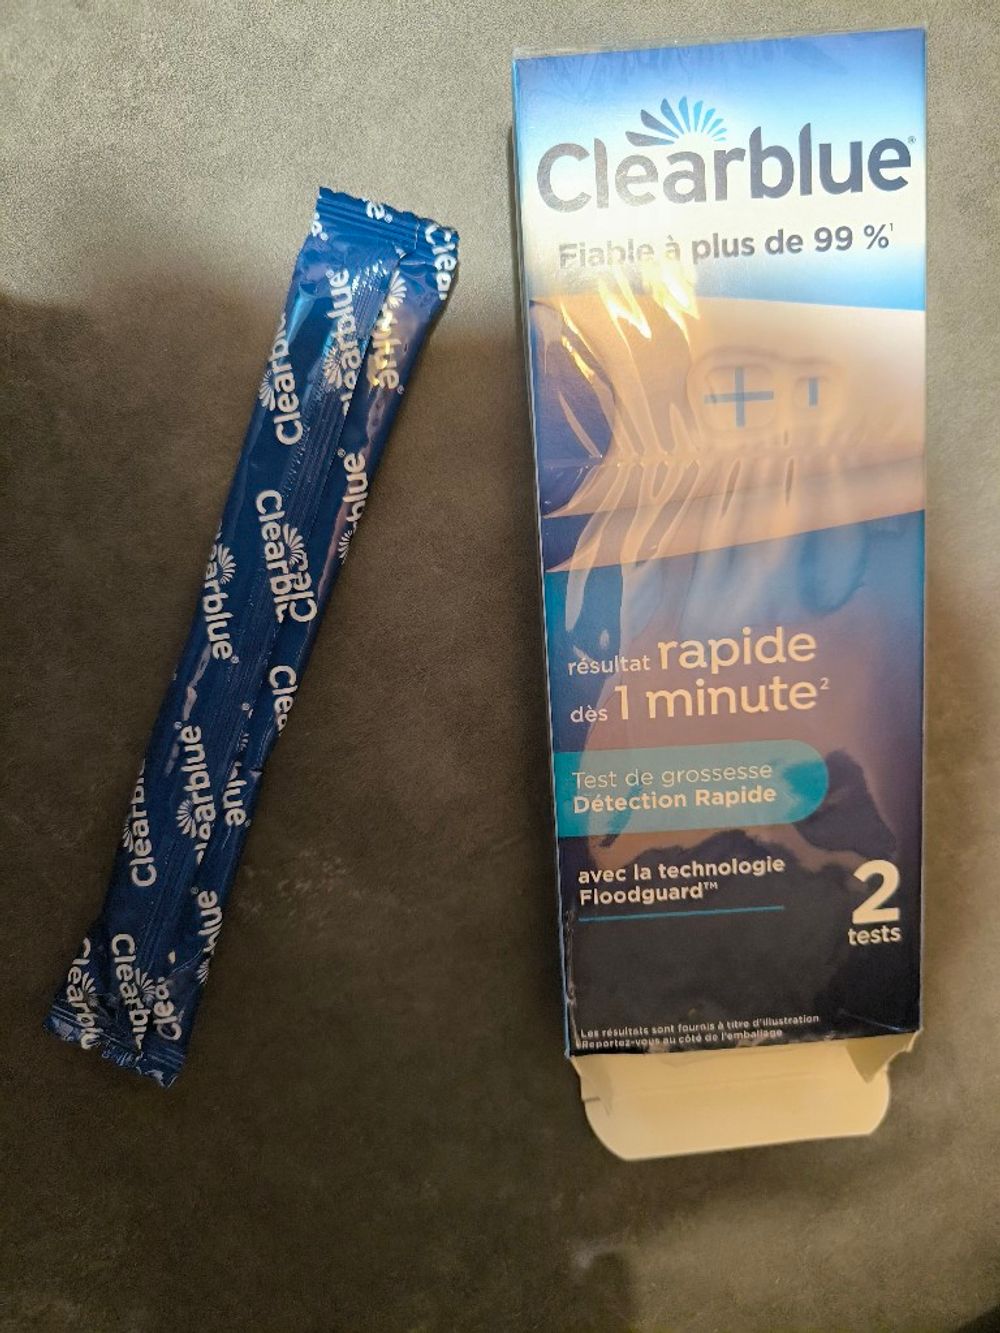 Clearblue®
Fiable à plus de 99 %¹
résultat rapide
dès 1 minute²
Test de grossesse
Détection Rapide
avec la technologie
Floodguard™
2
tests
Les résultats sont fournis à titre d'illustration
Reportez-vous au côté de l'emballage
Clearblue
Clearblue
Clearblue
Clearblue